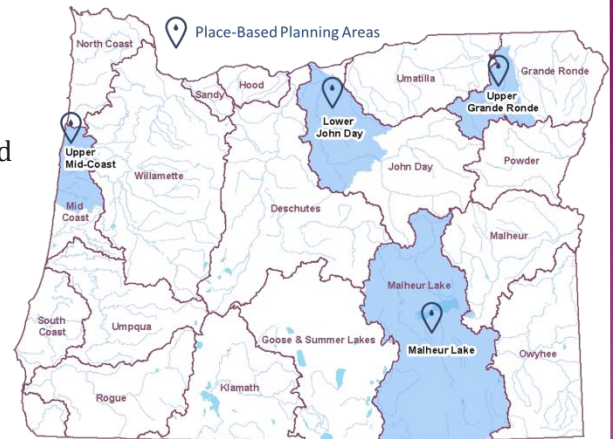 Place-Based Planning Areas
North Coast
Hood
Sandy
Umatilla
Grande Ronde
Upper
Grande Ronde
Lower
John Day
d
Upper
Mid-Coast
Willamette
John Day
Powder
Mid
Coast
Deschutes
Malheur
Malheur Lake
South
Coast
Umpqua
Goose & Summer Lakes
Malheur Lake
Owyhee
Rogue
Klamath